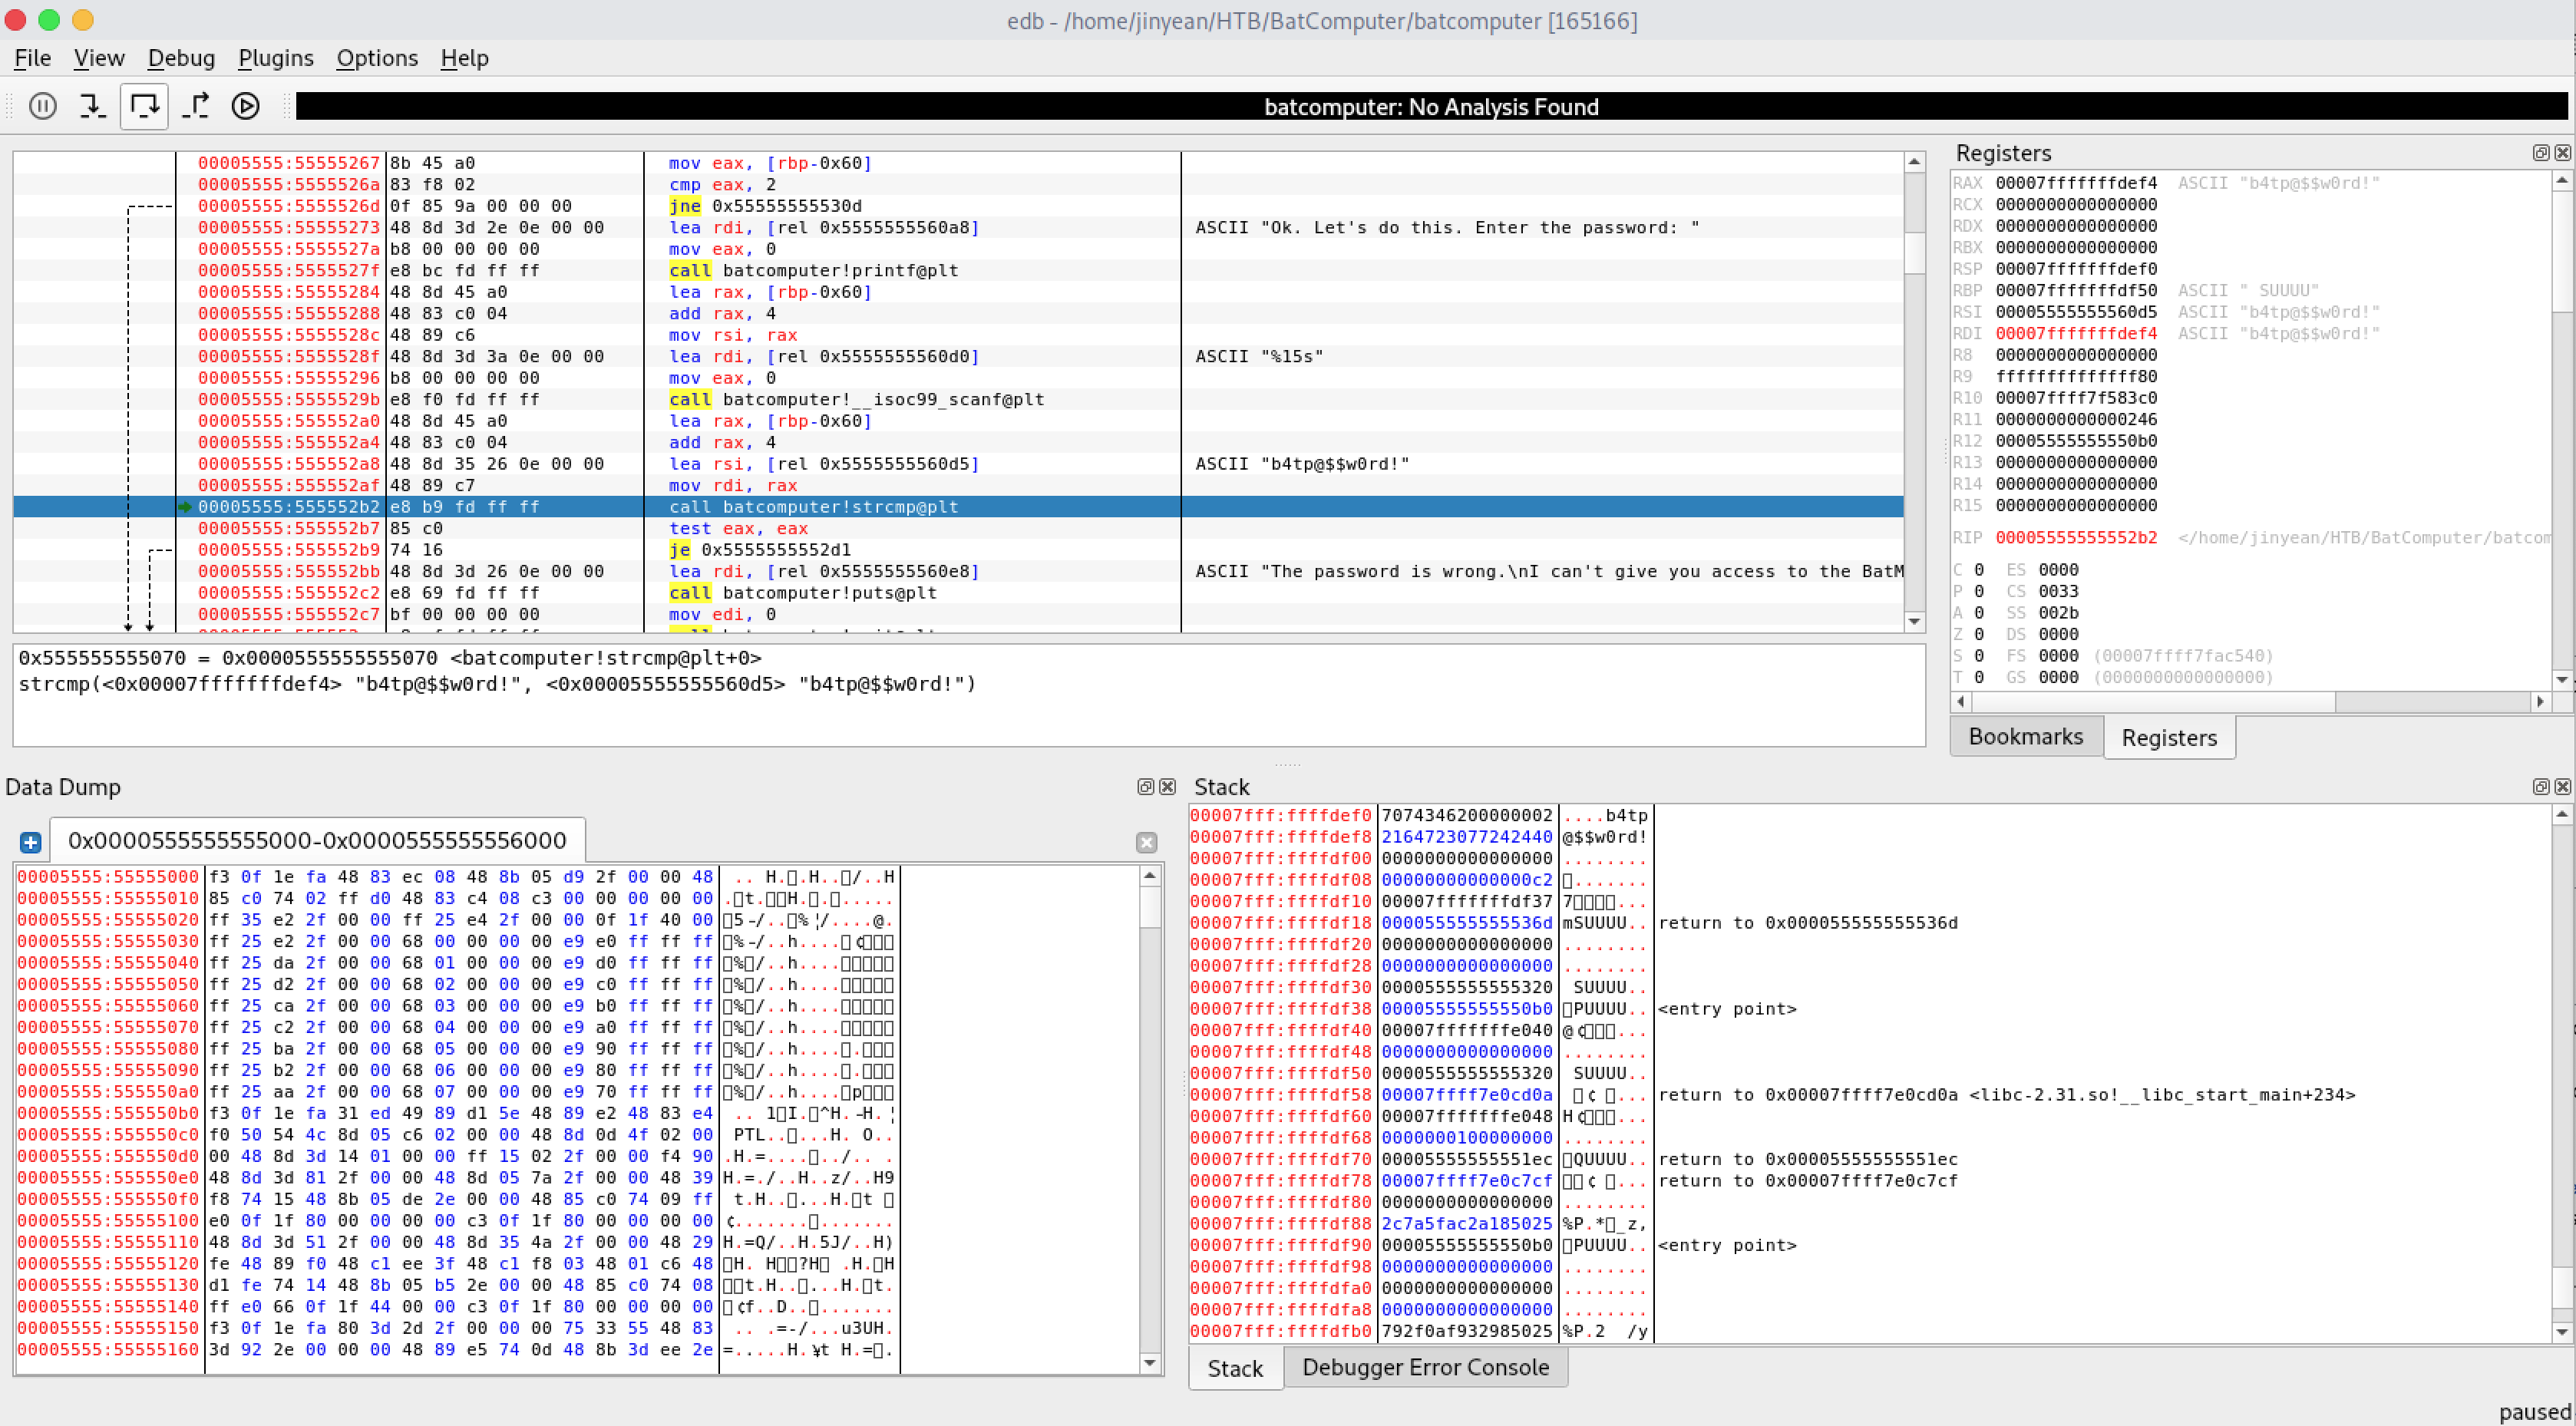 edb - /home/jinyean/HTB/BatComputer/batcomputer [165166]
File View Debug Plugins Options Help
batcomputer: No Analysis Found
00005555:55555267 8b 45 a0 mov eax, [rbp-0x60]
00005555:5555526a 83 f8 02 cmp eax, 2
00005555:5555526d 0f 85 9a 00 00 00 jne 0x55555555530d
00005555:55555273 48 8d 3d 2e 0e 00 00 lea rdi, [rel 0x5555555560a8] ASCII "Ok. Let's do this. Enter the password: "
00005555:5555527a b8 00 00 00 00 mov eax, 0
00005555:5555527f e8 bc fd ff ff call batcomputer!printf@plt
00005555:55555284 48 8d 45 a0 lea rax, [rbp-0x60]
00005555:55555288 48 83 c0 04 add rax, 4
00005555:5555528c 48 89 c6 mov rsi, rax
00005555:5555528f 48 8d 3d 3a 0e 00 00 lea rdi, [rel 0x5555555560d0] ASCII "%15s"
00005555:55555296 b8 00 00 00 00 mov eax, 0
00005555:5555529b e8 f0 fd ff ff call batcomputer!__isoc99_scanf@plt
00005555:555552a0 48 8d 45 a0 lea rax, [rbp-0x60]
00005555:555552a4 48 83 c0 04 add rax, 4
00005555:555552a8 48 8d 35 26 0e 00 00 lea rsi, [rel 0x5555555560d5] ASCII "b4tp@$$w0rd!"
00005555:555552af 48 89 c7 mov rdi, rax
00005555:555552b2 e8 b9 fd ff ff call batcomputer!strcmp@plt
00005555:555552b7 85 c0 test eax, eax
00005555:555552b9 74 16 je 0x5555555552d1
00005555:555552bb 48 8d 3d 26 0e 00 00 lea rdi, [rel 0x5555555560e8] ASCII "The password is wrong.\nI can't give you access to the BatM
00005555:555552c2 e8 69 fd ff ff call batcomputer!puts@plt
00005555:555552c7 bf 00 00 00 00 mov edi, 0
0x555555555070 = 0x0000555555555070 <batcomputer!strcmp@plt+0>
strcmp(<0x00007fffffffdef4> "b4tp@$$w0rd!", <0x00005555555560d5> "b4tp@$$w0rd!")
Registers
RAX 00007fffffffdef4 ASCII "b4tp@$$w0rd!"
RCX 0000000000000000
RDX 0000000000000000
RBX 0000000000000000
RSP 00007fffffffdef0
RBP 00007fffffffdf50 ASCII " SUUUU"
RSI 00005555555560d5 ASCII "b4tp@$$w0rd!"
RDI 00007fffffffdef4 ASCII "b4tp@$$w0rd!"
R8 0000000000000000
R9 ffffffffffffff80
R10 00007ffff7f583c0
R11 0000000000000246
R12 00005555555550b0
R13 0000000000000000
R14 0000000000000000
R15 0000000000000000
RIP 00005555555552b2 </home/jinyean/HTB/BatComputer/batcom
C 0 ES 0000
P 0 CS 0033
A 0 SS 002b
Z 0 DS 0000
S 0 FS 0000 (00007ffff7fac540)
T 0 GS 0000 (0000000000000000)
Bookmarks Registers
Data Dump
0x0000555555555000-0x0000555555556000
00005555:55555000 f3 0f 1e fa 48 83 ec 08 48 8b 05 d9 2f 00 00 48
00005555:55555010 85 c0 74 02 ff d0 48 83 c4 08 c3 00 00 00 00 00
00005555:55555020 ff 35 e2 2f 00 00 ff 25 e4 2f 00 00 0f 1f 40 00
00005555:55555030 ff 25 e2 2f 00 00 68 00 00 00 00 e9 e0 ff ff ff
00005555:55555040 ff 25 da 2f 00 00 68 01 00 00 00 e9 d0 ff ff ff
00005555:55555050 ff 25 d2 2f 00 00 68 02 00 00 00 e9 c0 ff ff ff
00005555:55555060 ff 25 ca 2f 00 00 68 03 00 00 00 e9 b0 ff ff ff
00005555:55555070 ff 25 c2 2f 00 00 68 04 00 00 00 e9 a0 ff ff ff
00005555:55555080 ff 25 ba 2f 00 00 68 05 00 00 00 e9 90 ff ff ff
00005555:55555090 ff 25 b2 2f 00 00 68 06 00 00 00 e9 80 ff ff ff
00005555:555550a0 ff 25 aa 2f 00 00 68 07 00 00 00 e9 70 ff ff ff
00005555:555550b0 f3 0f 1e fa 31 ed 49 89 d1 5e 48 89 e2 48 83 e4
00005555:555550c0 f0 50 54 4c 8d 05 c6 02 00 00 48 8d 0d 4f 02 00
00005555:555550d0 00 48 8d 3d 14 01 00 00 ff 15 02 2f 00 00 f4 90
00005555:555550e0 48 8d 3d 81 2f 00 00 48 8d 05 7a 2f 00 00 48 39
00005555:555550f0 f8 74 15 48 8b 05 de 2e 00 00 48 85 c0 74 09 ff
00005555:55555100 e0 0f 1f 80 00 00 00 00 c3 0f 1f 80 00 00 00 00
00005555:55555110 48 8d 3d 51 2f 00 00 48 8d 35 4a 2f 00 00 48 29
00005555:55555120 fe 48 89 f0 48 c1 ee 3f 48 c1 f8 03 48 01 c6 48
00005555:55555130 d1 fe 74 14 48 8b 05 b5 2e 00 00 48 85 c0 74 08
00005555:55555140 ff e0 66 0f 1f 44 00 00 c3 0f 1f 80 00 00 00 00
00005555:55555150 f3 0f 1e fa 80 3d 2d 2f 00 00 00 75 33 55 48 83
00005555:55555160 3d 92 2e 00 00 00 48 89 e5 74 0d 48 8b 3d ee 2e
Stack
00007fff:ffffdef0 7074346200000002 ....b4tp
00007fff:ffffdef8 2164723077242440 @$$w0rd!
00007fff:ffffdf00 0000000000000000 ........
00007fff:ffffdf08 00000000000000c2
00007fff:ffffdf10 00007fffffffdf37
00007fff:ffffdf18 000055555555536d mSUUUU.. return to 0x000055555555536d
00007fff:ffffdf20 0000000000000000 ........
00007fff:ffffdf28 0000000000000000 ........
00007fff:ffffdf30 0000555555555320 SUUUU..
00007fff:ffffdf38 00005555555550b0 PUUUU.. <entry point>
00007fff:ffffdf40 00007fffffffe040
00007fff:ffffdf48 0000000000000000 ........
00007fff:ffffdf50 0000555555555320 SUUUU..
00007fff:ffffdf58 00007ffff7e0cd0a return to 0x00007ffff7e0cd0a <libc-2.31.so!__libc_start_main+234>
00007fff:ffffdf60 00007fffffffe048
00007fff:ffffdf68 0000000100000000 ........
00007fff:ffffdf70 00005555555551ec QUUUU.. return to 0x00005555555551ec
00007fff:ffffdf78 00007ffff7e0c7cf return to 0x00007ffff7e0c7cf
00007fff:ffffdf80 0000000000000000 ........
00007fff:ffffdf88 2c7a5fac2a185025
00007fff:ffffdf90 00005555555550b0 PUUUU.. <entry point>
00007fff:ffffdf98 0000000000000000 ........
00007fff:ffffdfa0 0000000000000000 ........
00007fff:ffffdfa8 0000000000000000 ........
00007fff:ffffdfb0 792f0af932985025 %P.2 /y
Stack Debugger Error Console
paused